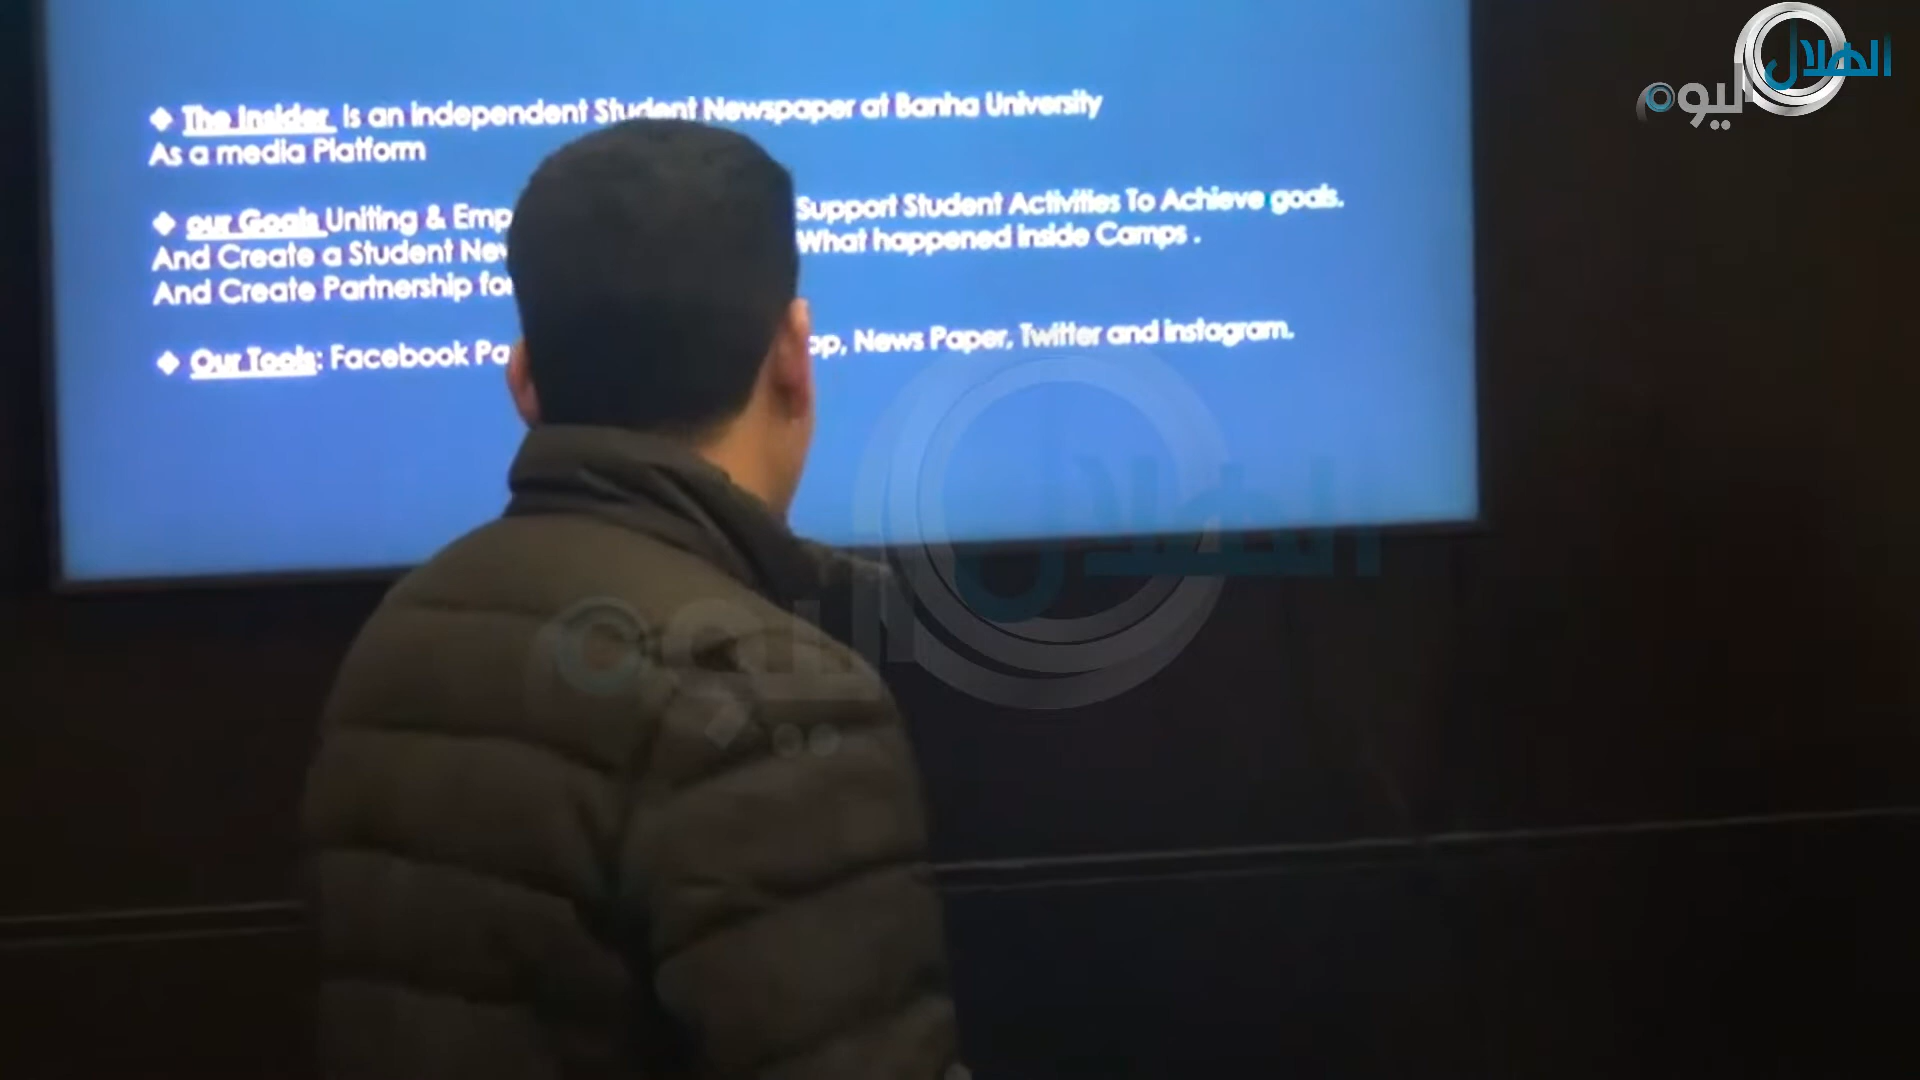 الهلال
اليوم
❖ The Insider Is an independent Student Newspaper at Banha University
As a media Platform
❖ our Goals Uniting & Support Student Activities To Achieve goals.
And Create a Student What happened inside Camps .
And Create Partnership
❖ Our Tools: Facebook News Paper, Twitter and instagram.
الهلال
اليوم